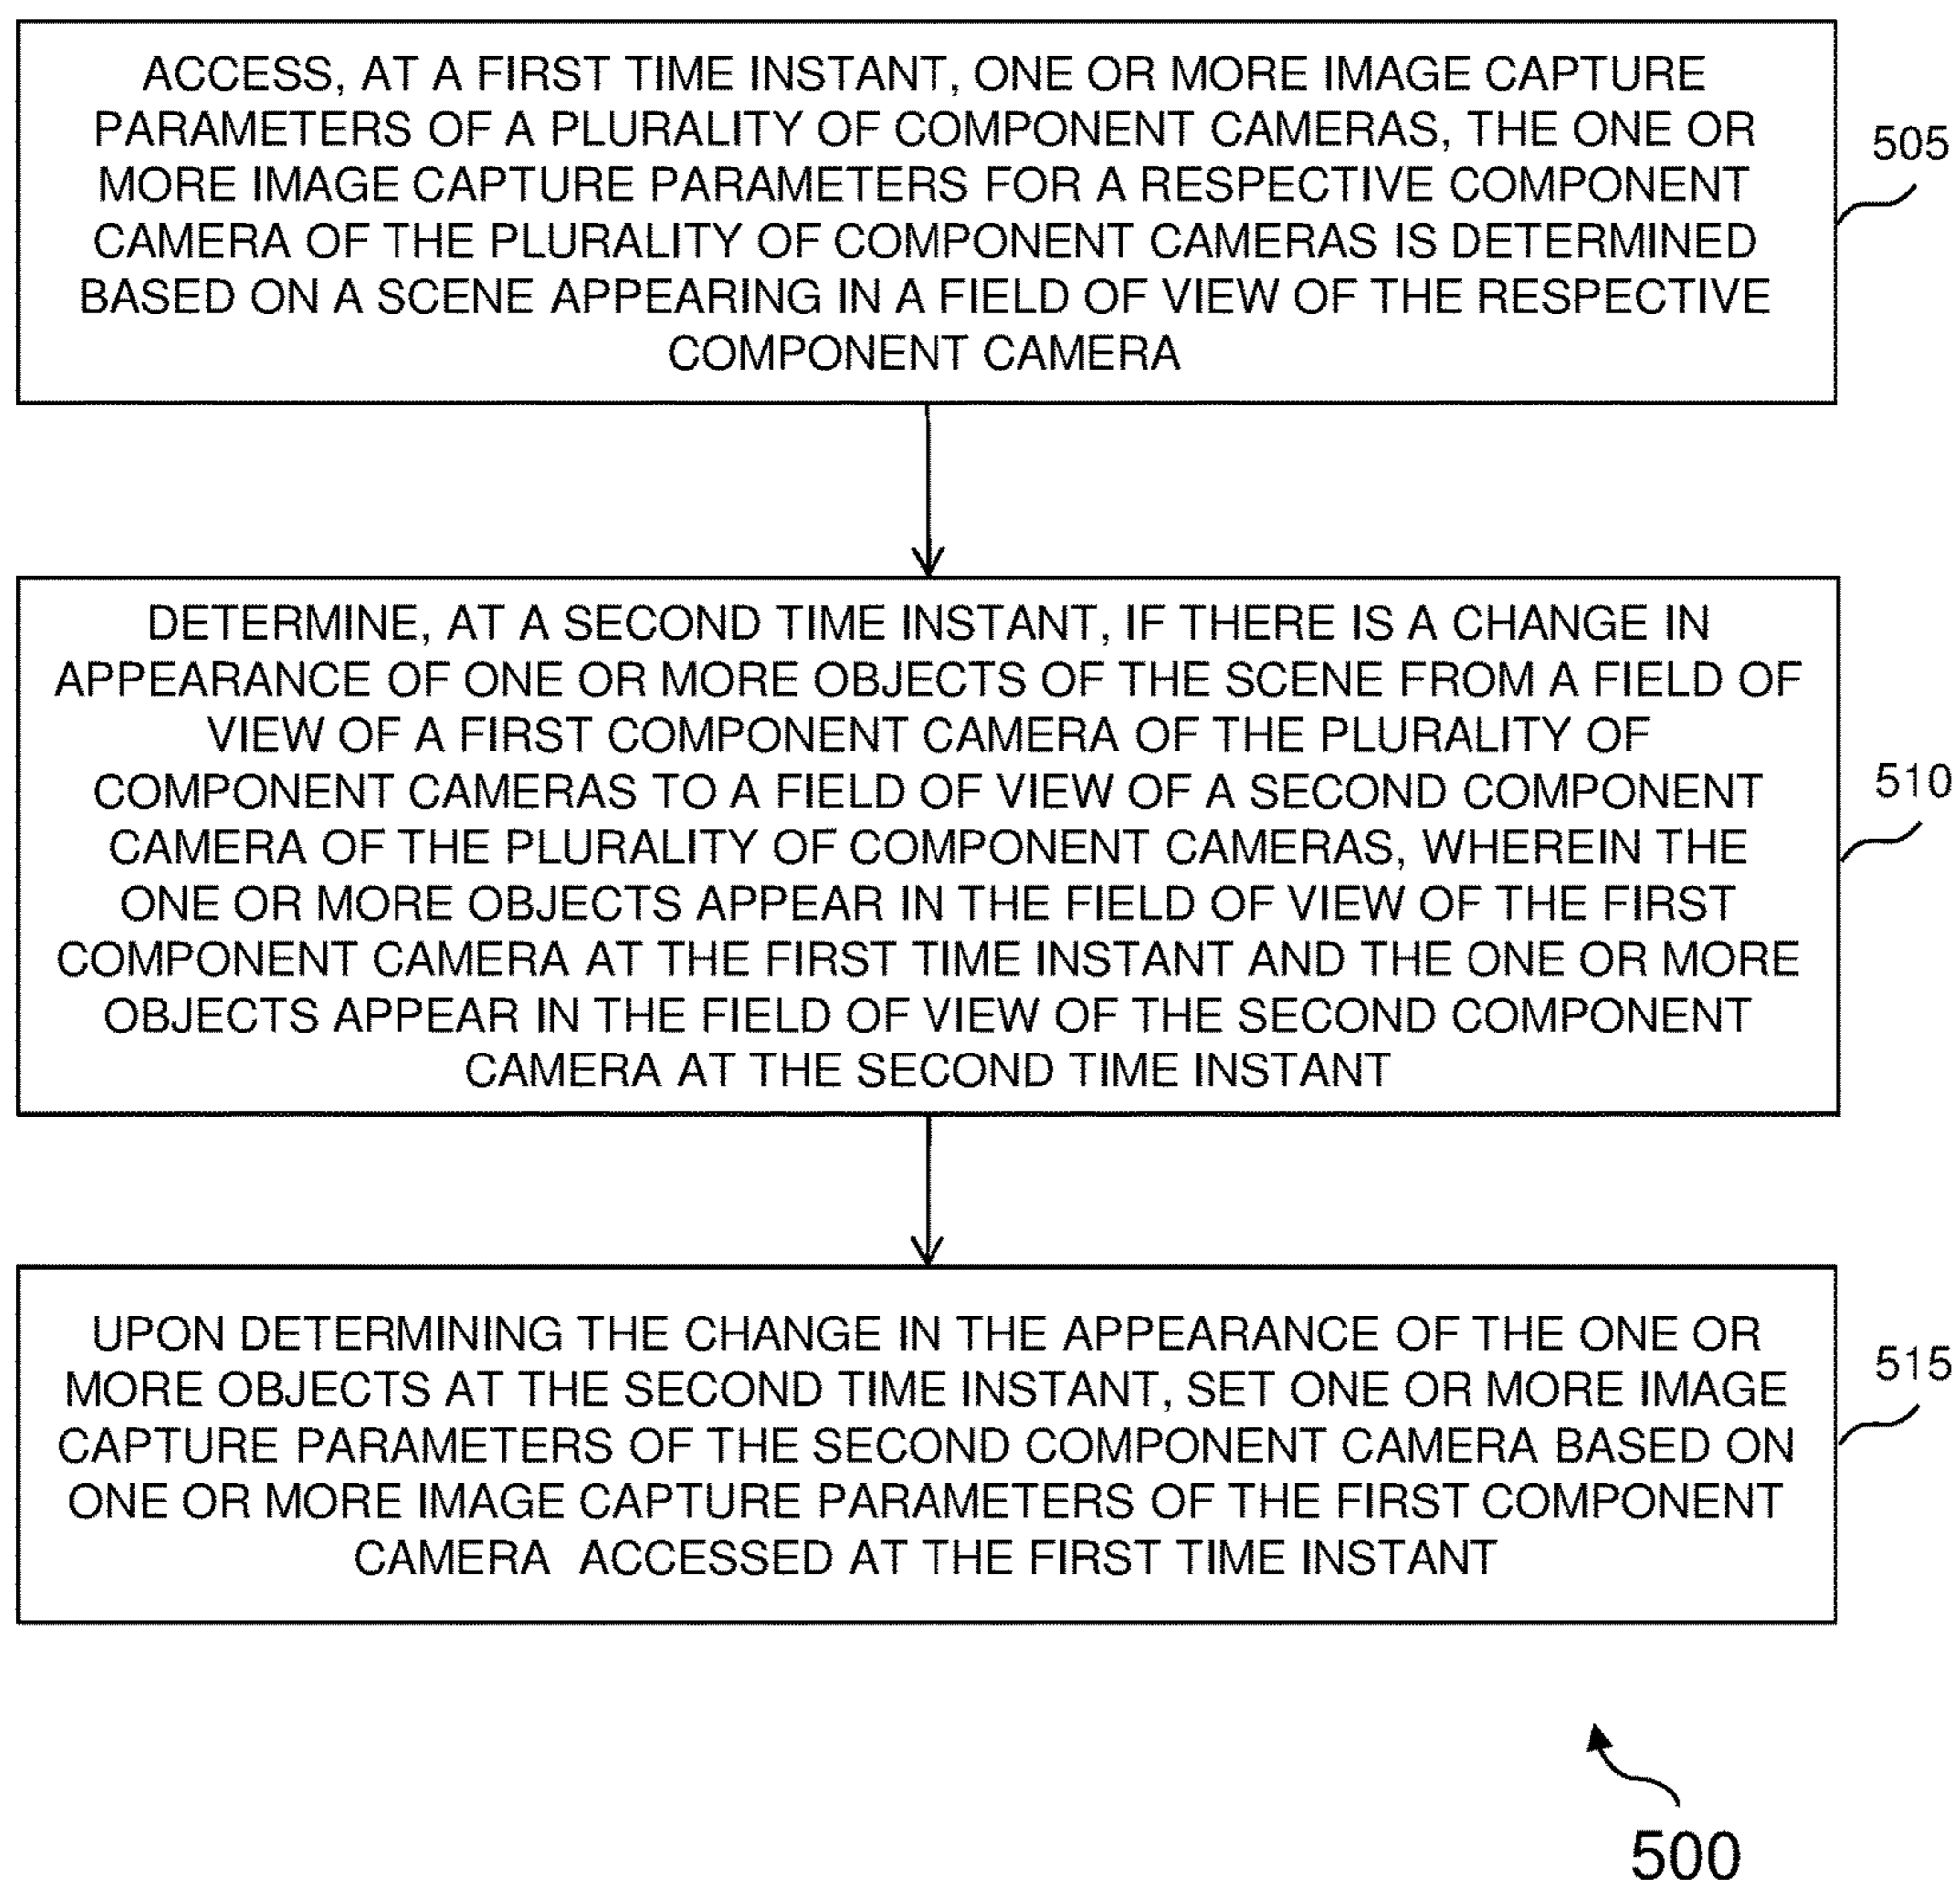 ACCESS, AT A FIRST TIME INSTANT, ONE OR MORE IMAGE CAPTURE
PARAMETERS OF A PLURALITY OF COMPONENT CAMERAS, THE ONE OR
MORE IMAGE CAPTURE PARAMETERS FOR A RESPECTIVE COMPONENT
CAMERA OF THE PLURALITY OF COMPONENT CAMERAS IS DETERMINED
BASED ON A SCENE APPEARING IN A FIELD OF VIEW OF THE RESPECTIVE
COMPONENT CAMERA
505
DETERMINE, AT A SECOND TIME INSTANT, IF THERE IS A CHANGE IN
APPEARANCE OF ONE OR MORE OBJECTS OF THE SCENE FROM A FIELD OF
VIEW OF A FIRST COMPONENT CAMERA OF THE PLURALITY OF
COMPONENT CAMERAS TO A FIELD OF VIEW OF A SECOND COMPONENT
CAMERA OF THE PLURALITY OF COMPONENT CAMERAS, WHEREIN THE
ONE OR MORE OBJECTS APPEAR IN THE FIELD OF VIEW OF THE FIRST
COMPONENT CAMERA AT THE FIRST TIME INSTANT AND THE ONE OR MORE
OBJECTS APPEAR IN THE FIELD OF VIEW OF THE SECOND COMPONENT
CAMERA AT THE SECOND TIME INSTANT
510
UPON DETERMINING THE CHANGE IN THE APPEARANCE OF THE ONE OR
MORE OBJECTS AT THE SECOND TIME INSTANT, SET ONE OR MORE IMAGE
CAPTURE PARAMETERS OF THE SECOND COMPONENT CAMERA BASED ON
ONE OR MORE IMAGE CAPTURE PARAMETERS OF THE FIRST COMPONENT
CAMERA ACCESSED AT THE FIRST TIME INSTANT
515
500